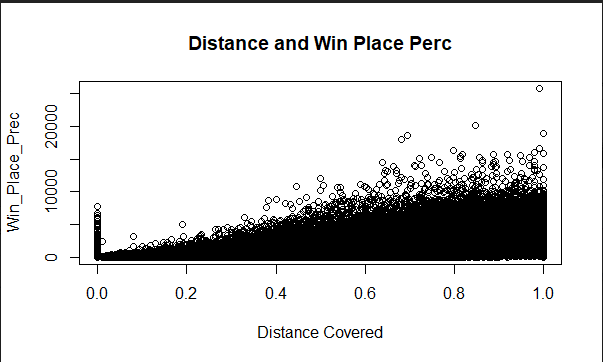 Distance and Win Place Perc
Win_Place_Prec
20000
10000
0
0.0 0.2 0.4 0.6 0.8 1.0
Distance Covered